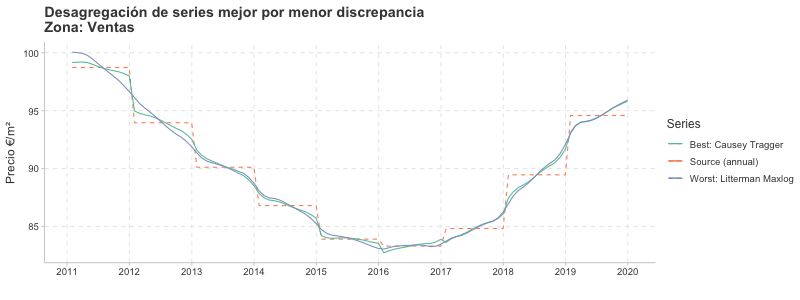 Desagregación de series mejor por menor discrepancia
Zona: Ventas
Precio €/m²
100
95
90
85
2011 2012 2013 2014 2015 2016 2017 2018 2019 2020
Series
Best: Causey Tragger
Source (annual)
Worst: Litterman Maxlog